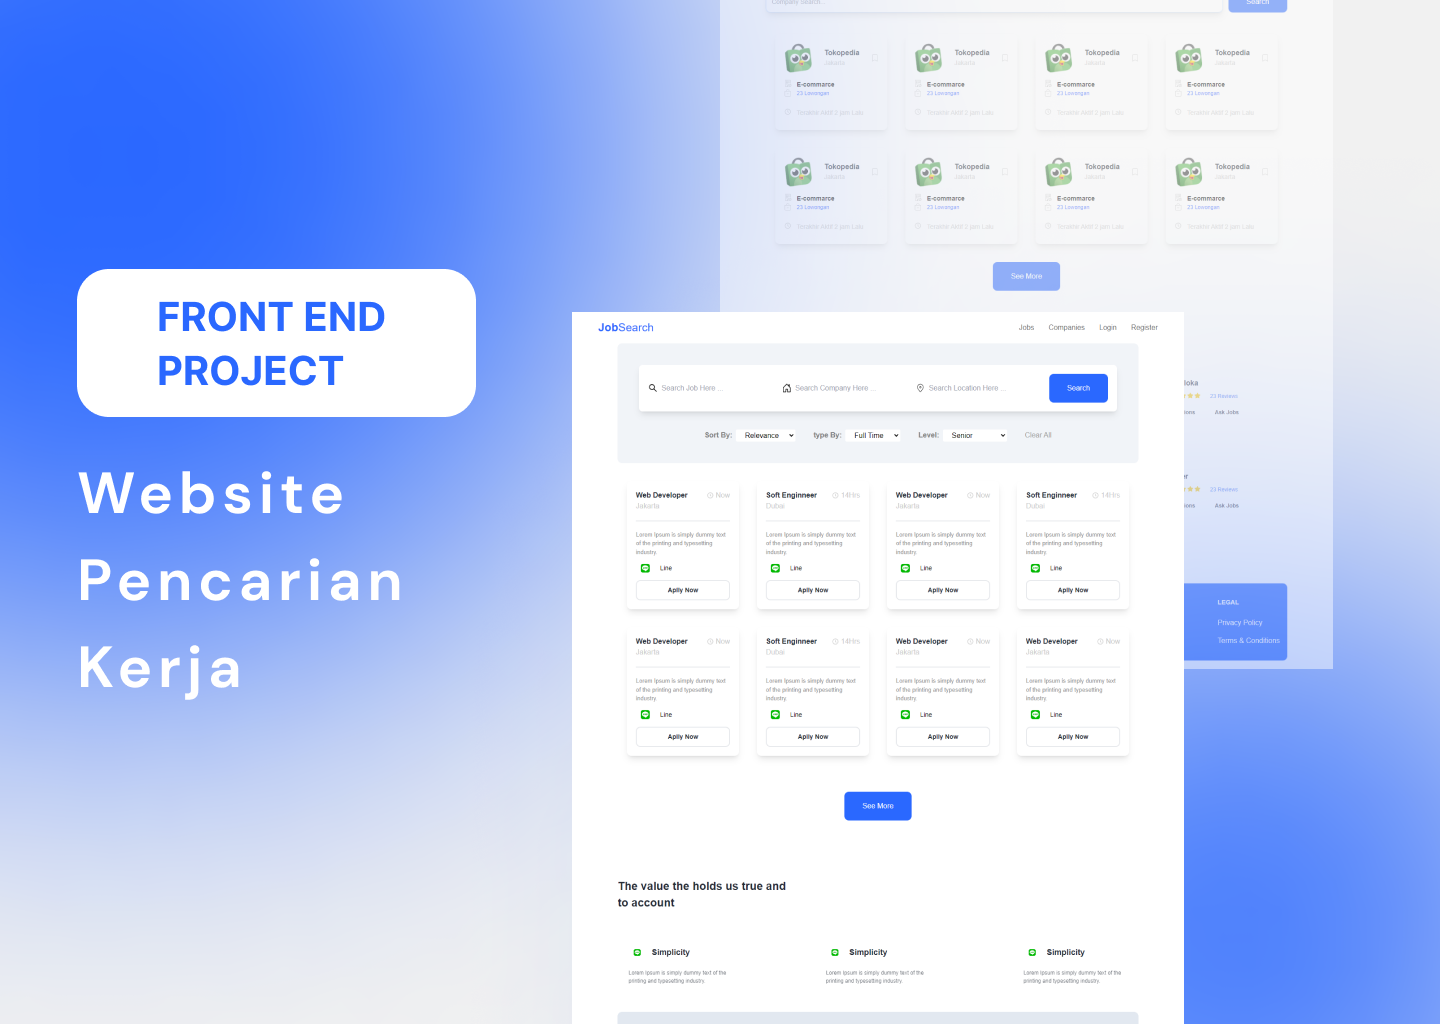 FRONT END
PROJECT
Website
Pencarian
Kerja
Company Search..
Search
Tokopedia Tokopedia Tokopedia Tokopedia
Jakarta Jakarta Jakarta Jakarta
E-commerce E-commerce E-commerce E-commerce
23 Lowongan 23 Lowongan 23 Lowongan 23 Lowongan
Terakhir Aktif 2 jam Lalu Terakhir Aktif 2 jam Lalu Terakhir Aktif 2 jam Lalu Terakhir Aktif 2 jam Lalu
Tokopedia Tokopedia Tokopedia Tokopedia
Jakarta Jakarta Jakarta Jakarta
E-commerce E-commerce E-commerce E-commerce
23 Lowongan 23 Lowongan 23 Lowongan 23 Lowongan
Terakhir Aktif 2 jam Lalu Terakhir Aktif 2 jam Lalu Terakhir Aktif 2 jam Lalu Terakhir Aktif 2 jam Lalu
See More
JobSearch Jobs Companies Login Register
Search Job Here ... Search Company Here ... Search Location Here ... Search
Sort By: Relevance type By: Full Time Level: Senior Clear All
Web Developer Now Soft Enginneer 14Hrs Web Developer Now Soft Enginneer 14Hrs
Jakarta Dubai Jakarta Dubai
Lorem Ipsum is simply dummy text Lorem Ipsum is simply dummy text Lorem Ipsum is simply dummy text Lorem Ipsum is simply dummy text
of the printing and typesetting of the printing and typesetting of the printing and typesetting of the printing and typesetting
industry. industry. industry. industry.
Line Line Line Line
Aplly Now Aplly Now Aplly Now Aplly Now
Web Developer Now Soft Enginneer 14Hrs Web Developer Now Web Developer Now
Jakarta Dubai Jakarta Jakarta
Lorem Ipsum is simply dummy text Lorem Ipsum is simply dummy text Lorem Ipsum is simply dummy text Lorem Ipsum is simply dummy text
of the printing and typesetting of the printing and typesetting of the printing and typesetting of the printing and typesetting
industry. industry. industry. industry.
Line Line Line Line
Aplly Now Aplly Now Aplly Now Aplly Now
See More
The value the holds us true and
to account
Simplicity Simplicity Simplicity
Lorem Ipsum is simply dummy text of the Lorem Ipsum is simply dummy text of the Lorem Ipsum is simply dummy text of the
printing and typesetting industry. printing and typesetting industry. printing and typesetting industry.
loka
23 Reviews
ions Ask Jobs
er
23 Reviews
ions Ask Jobs
LEGAL
Privacy Policy
Terms & Conditions